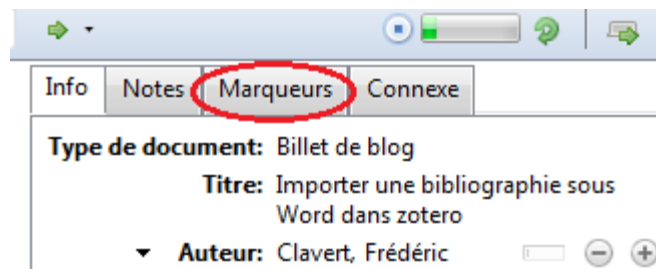 Info Notes Marqueurs Connexe
Type de document: Billet de blog
Titre: Importer une bibliographie sous
Word dans zotero
Auteur: Clavert, Frédéric